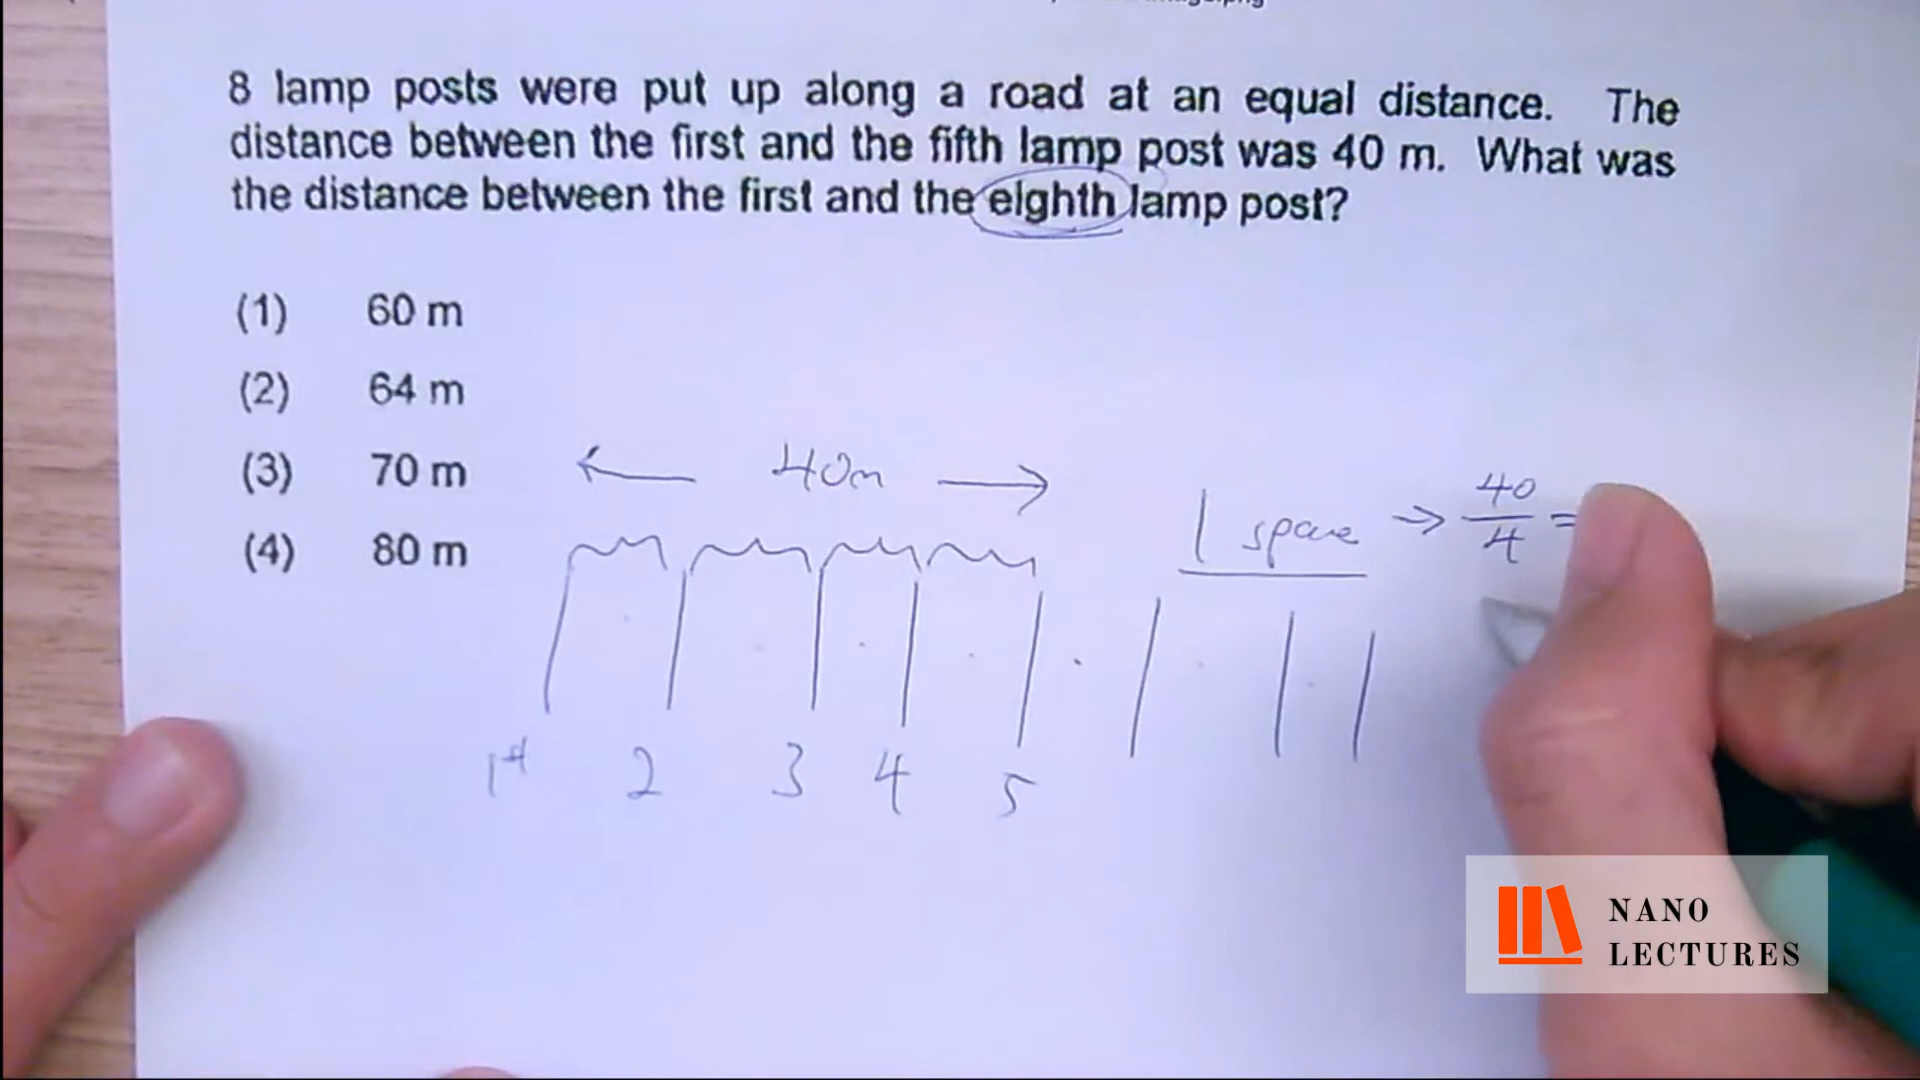 8 lamp posts were put up along a road at an equal distance. The
distance between the first and the fifth lamp post was 40 m. What was
the distance between the first and the eighth lamp post?
(1) 60 m
(2) 64 m
(3) 70 m
(4) 80 m
← 40m →
1 space → 40/4 =
1st 2 3 4 5
NANO
LECTURES